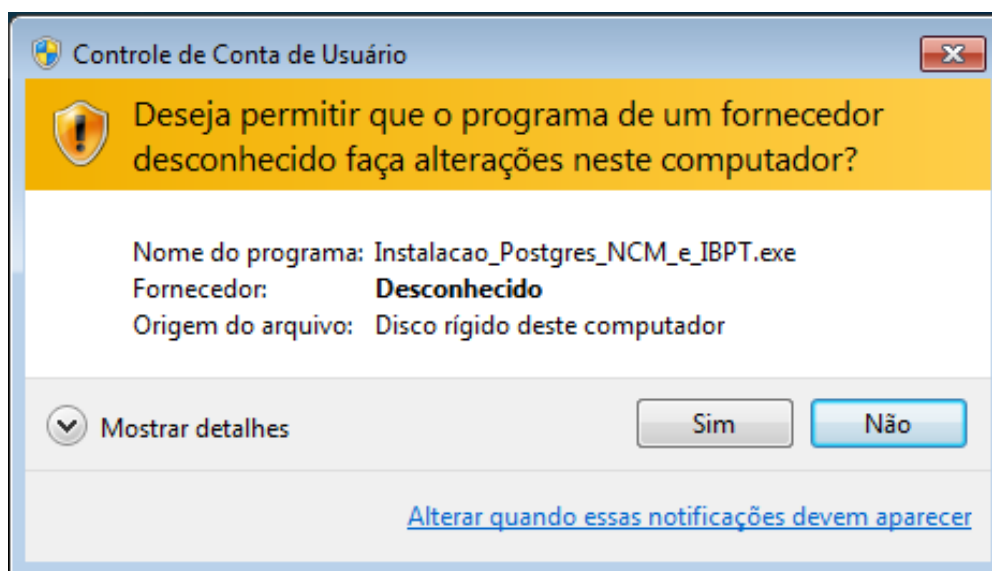 Controle de Conta de Usuário
Deseja permitir que o programa de um fornecedor
desconhecido faça alterações neste computador?
Nome do programa: Instalacao_Postgres_NCM_e_IBPT.exe
Fornecedor: Desconhecido
Origem do arquivo: Disco rígido deste computador
Mostrar detalhes Sim Não
Alterar quando essas notificações devem aparecer